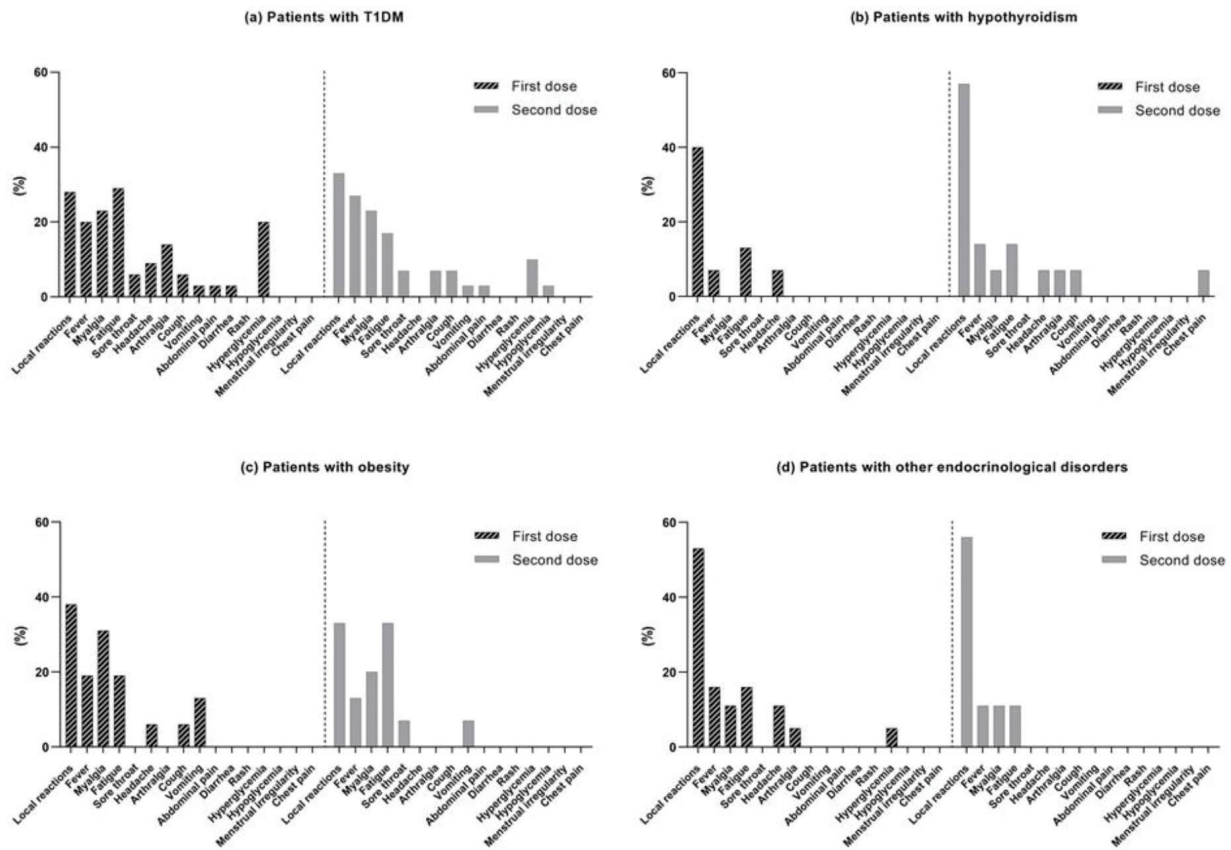 (a) Patients with T1DM
60
40
20
0
(%)
First dose
Second dose
Local reactions
Fever
Myalgia
Fatigue
Sore throat
Headache
Arthralgia
Cough
Vomiting
Abdominal pain
Diarrhea
Rash
Hyperglycemia
Hypoglycemia
Menstrual irregularity
Chest pain
Local reactions
Fever
Myalgia
Fatigue
Sore throat
Headache
Arthralgia
Cough
Vomiting
Abdominal pain
Diarrhea
Rash
Hyperglycemia
Hypoglycemia
Menstrual irregularity
Chest pain
(b) Patients with hypothyroidism
60
40
20
0
(%)
First dose
Second dose
Local reactions
Fever
Myalgia
Fatigue
Sore throat
Headache
Arthralgia
Cough
Vomiting
Abdominal pain
Diarrhea
Rash
Hyperglycemia
Hypoglycemia
Menstrual irregularity
Chest pain
Local reactions
Fever
Myalgia
Fatigue
Sore throat
Headache
Arthralgia
Cough
Vomiting
Abdominal pain
Diarrhea
Rash
Hyperglycemia
Hypoglycemia
Menstrual irregularity
Chest pain
(c) Patients with obesity
60
40
20
0
(%)
First dose
Second dose
Local reactions
Fever
Myalgia
Fatigue
Sore throat
Headache
Arthralgia
Cough
Vomiting
Abdominal pain
Diarrhea
Rash
Hyperglycemia
Hypoglycemia
Menstrual irregularity
Chest pain
Local reactions
Fever
Myalgia
Fatigue
Sore throat
Headache
Arthralgia
Cough
Vomiting
Abdominal pain
Diarrhea
Rash
Hyperglycemia
Hypoglycemia
Menstrual irregularity
Chest pain
(d) Patients with other endocrinological disorders
60
40
20
0
(%)
First dose
Second dose
Local reactions
Fever
Myalgia
Fatigue
Sore throat
Headache
Arthralgia
Cough
Vomiting
Abdominal pain
Diarrhea
Rash
Hyperglycemia
Hypoglycemia
Menstrual irregularity
Chest pain
Local reactions
Fever
Myalgia
Fatigue
Sore throat
Headache
Arthralgia
Cough
Vomiting
Abdominal pain
Diarrhea
Rash
Hyperglycemia
Hypoglycemia
Menstrual irregularity
Chest pain